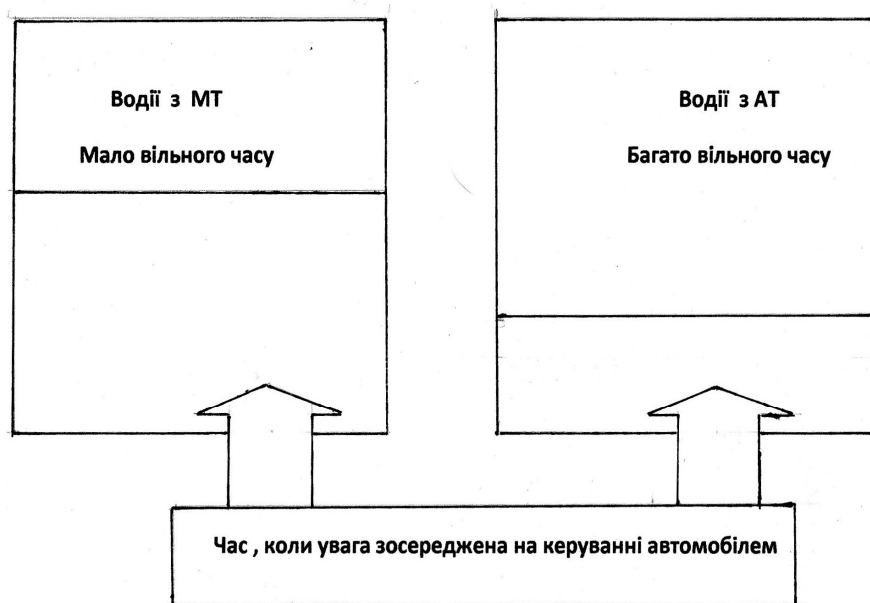 Водії з МТ
Мало вільного часу
Водії з АТ
Багато вільного часу
Час , коли увага зосереджена на керуванні автомобілем